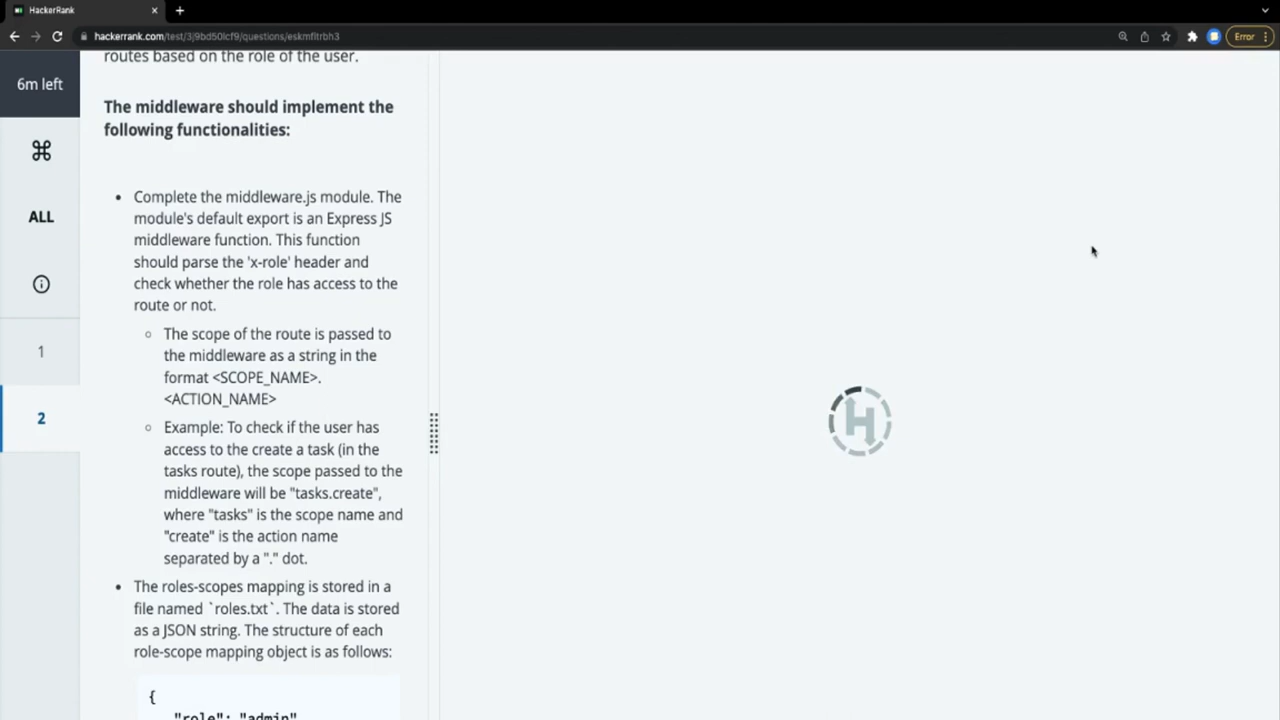 HackerRank
hackerrank.com/test/3j9bd50lcf9/questions/eskmfltrbh3
Error
6m left
ALL
1
2
routes based on the role of the user.
The middleware should implement the
following functionalities:
• Complete the middleware.js module. The
module's default export is an Express JS
middleware function. This function
should parse the 'x-role' header and
check whether the role has access to the
route or not.
○ The scope of the route is passed to
the middleware as a string in the
format <SCOPE_NAME>.
<ACTION_NAME>
○ Example: To check if the user has
access to the create a task (in the
tasks route), the scope passed to the
middleware will be "tasks.create",
where "tasks" is the scope name and
"create" is the action name
separated by a "." dot.
• The roles-scopes mapping is stored in a
file named `roles.txt`. The data is stored
as a JSON string. The structure of each
role-scope mapping object is as follows:
{
"role": "admin"
H